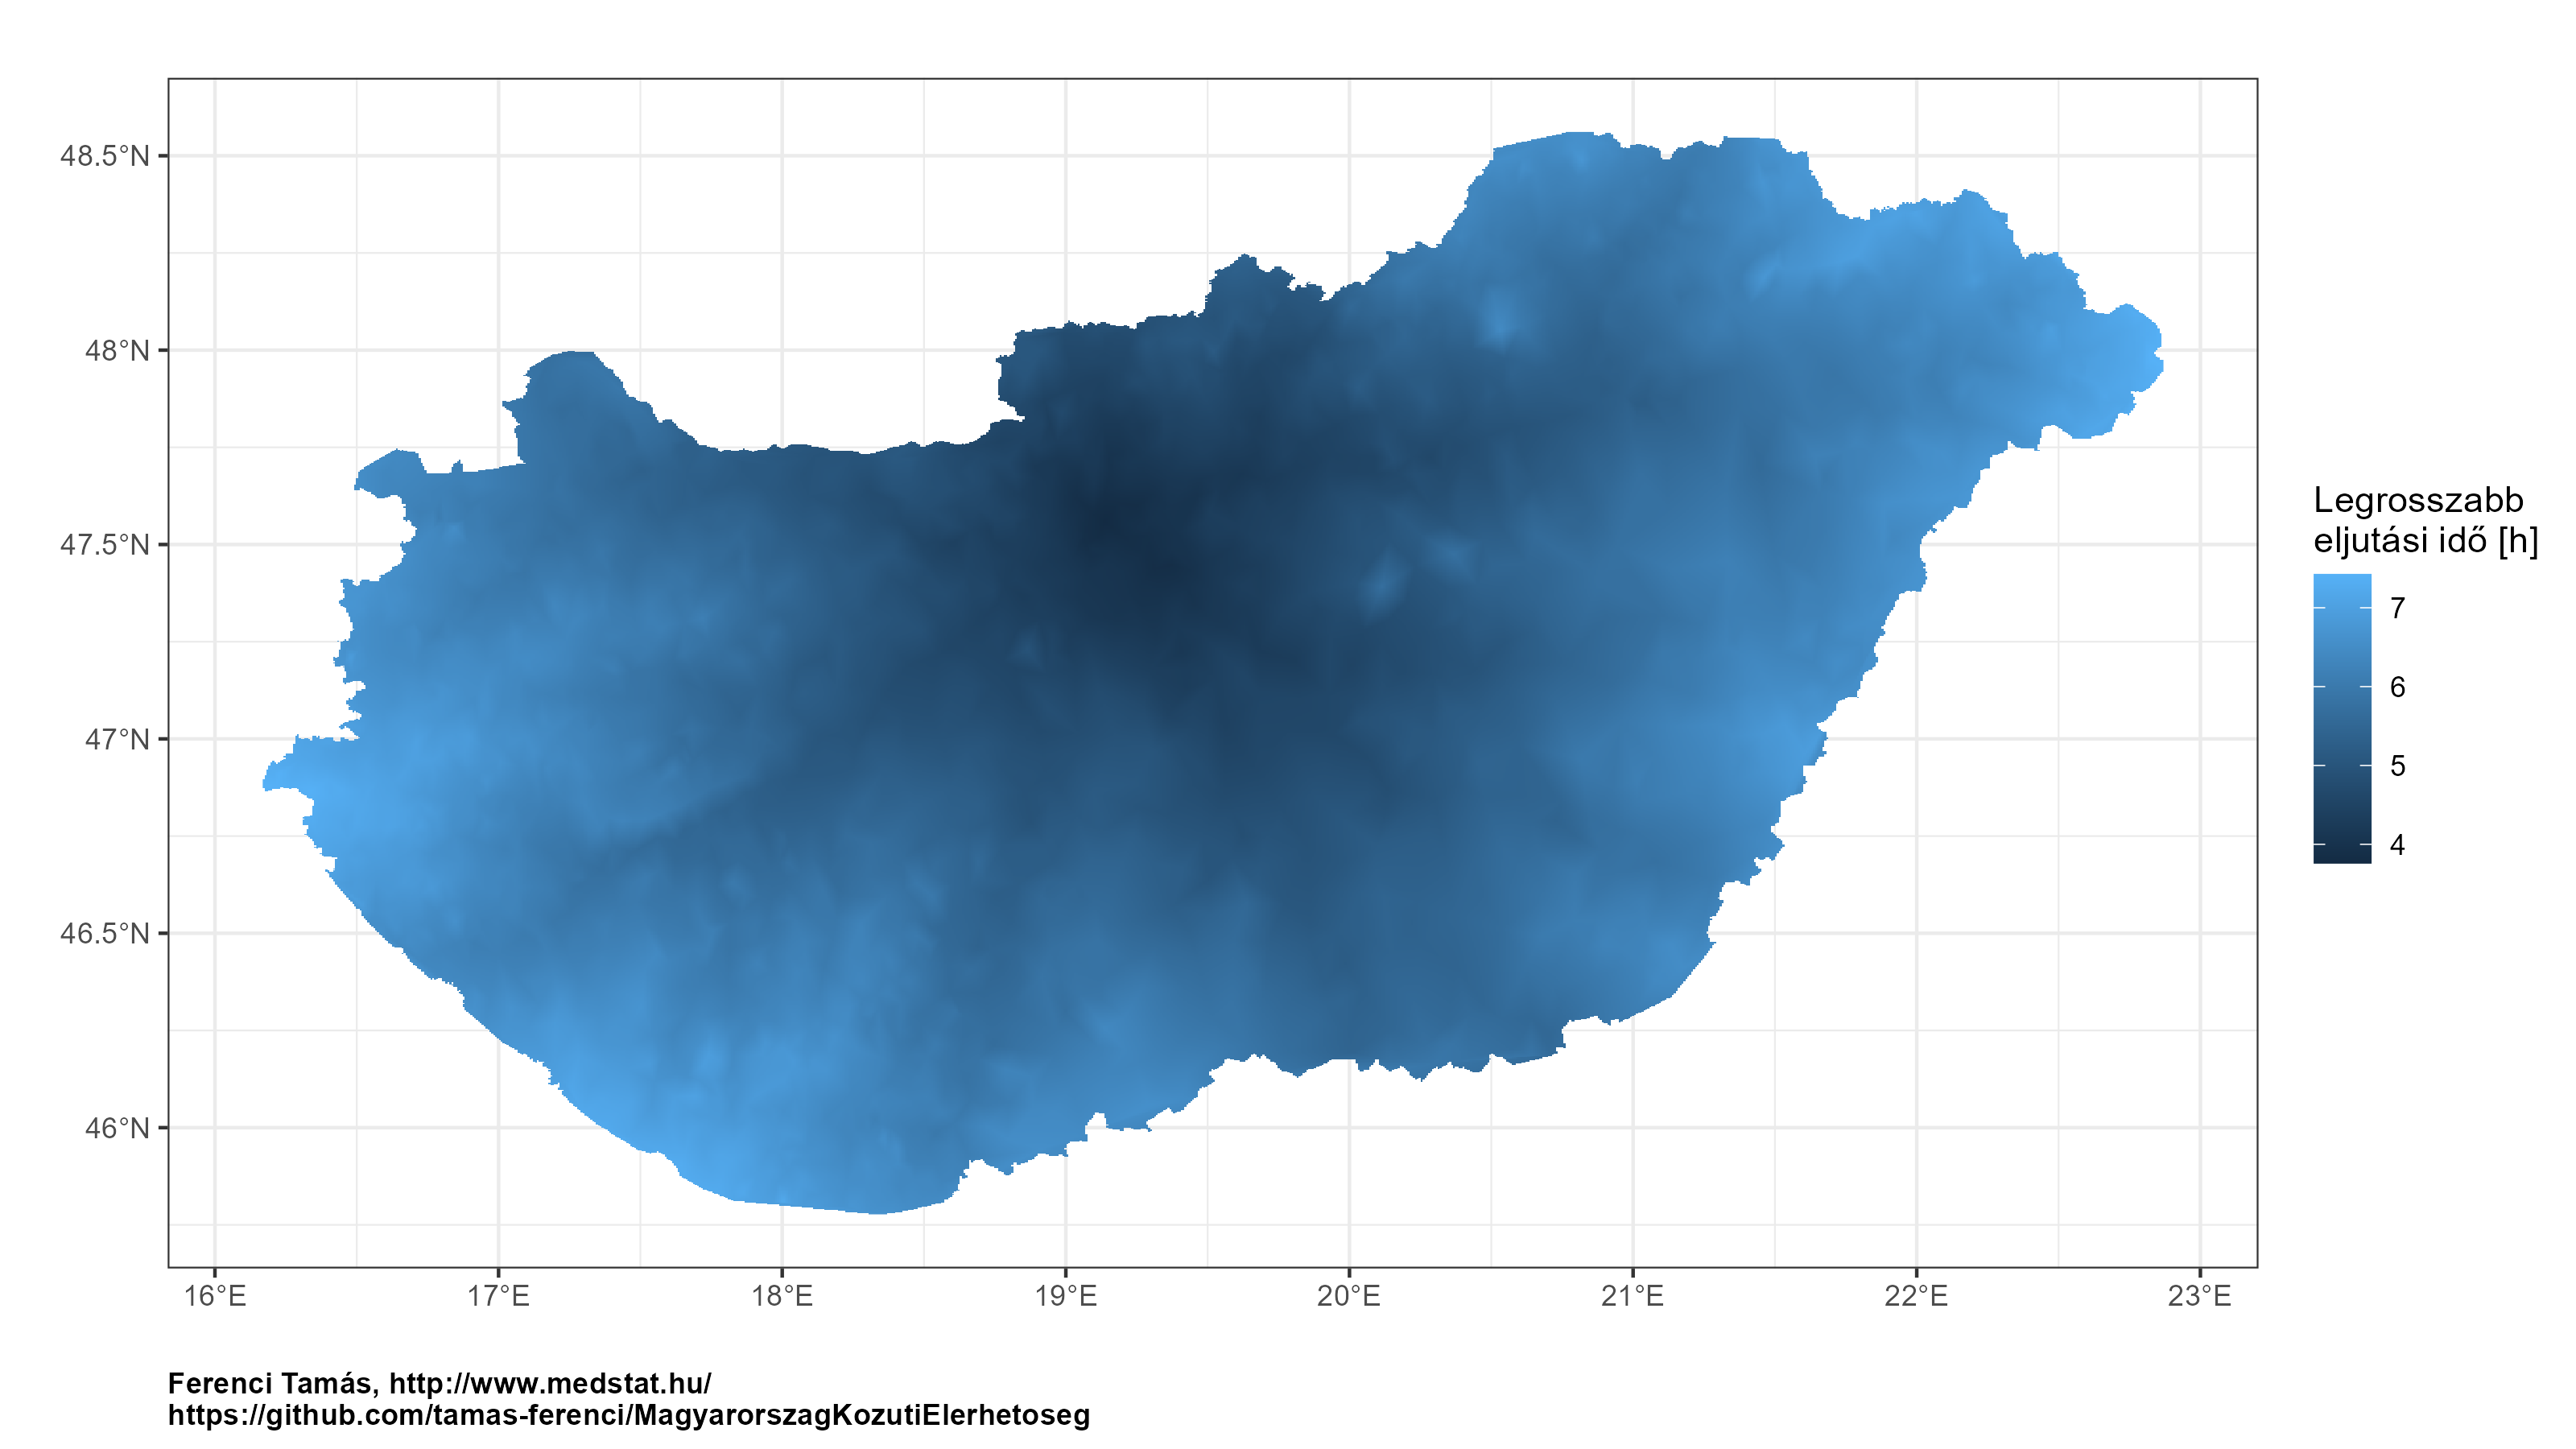 48.5°N
48°N
47.5°N
47°N
46.5°N
46°N
16°E 17°E 18°E 19°E 20°E 21°E 22°E 23°E
Legrosszabb
eljutási idő [h]
7
6
5
4
Ferenci Tamás, http://www.medstat.hu/
https://github.com/tamas-ferenci/MagyarorszagKozutiElerhetoseg